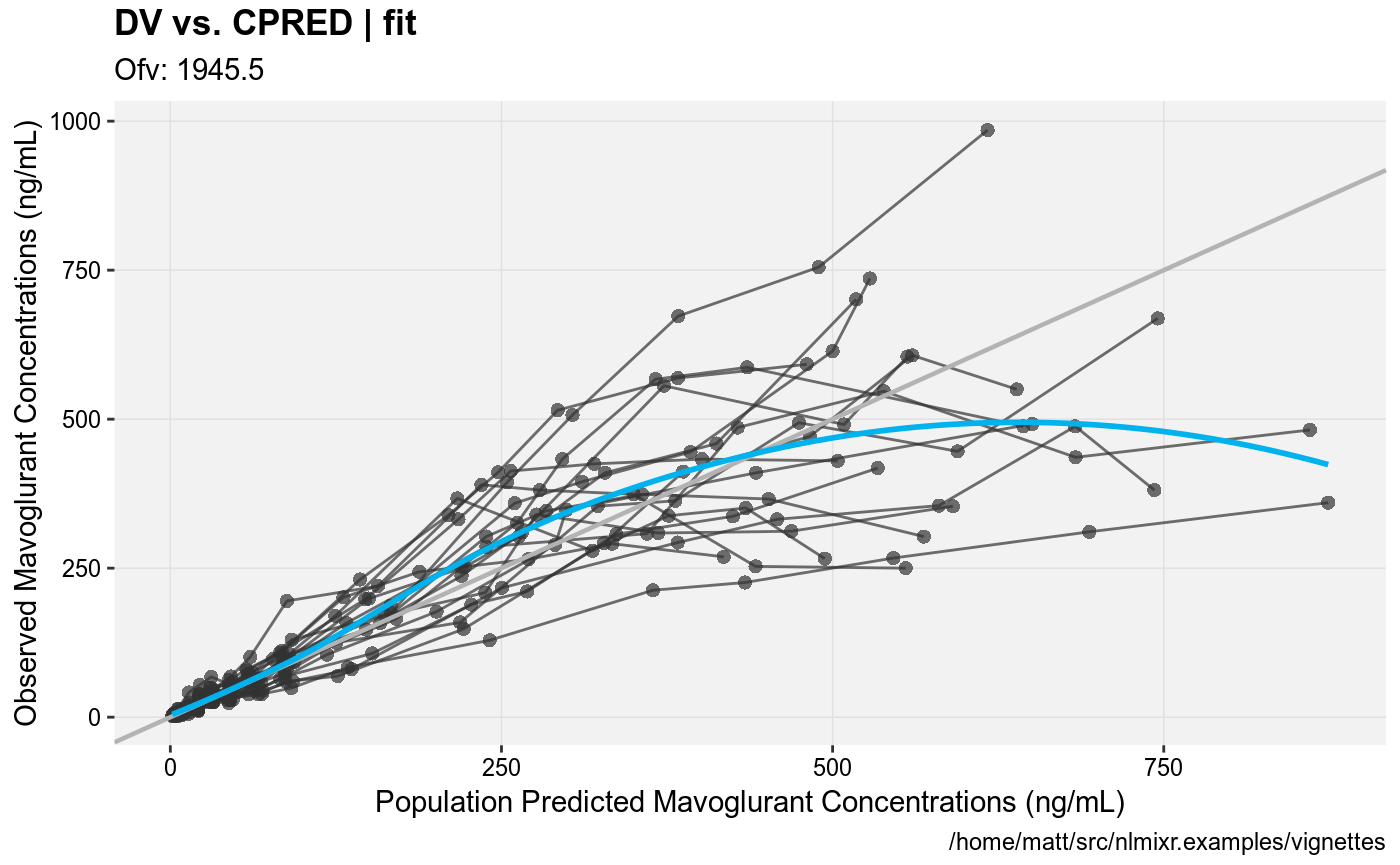 DV vs. CPRED | fit
Ofv: 1945.5
Observed Mavoglurant Concentrations (ng/mL)
1000
750
500
250
0
0 250 500 750
Population Predicted Mavoglurant Concentrations (ng/mL)
/home/matt/src/nlmixr.examples/vignettes